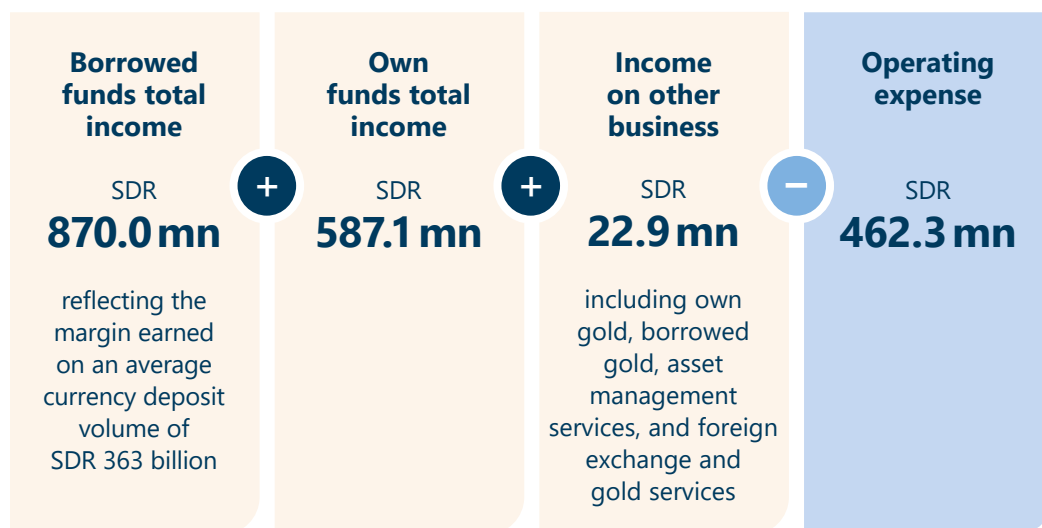 Borrowed
funds total
income
SDR
870.0 mn
reflecting the
margin earned
on an average
currency deposit
volume of
SDR 363 billion
+
Own
funds total
income
SDR
587.1 mn
+
Income
on other
business
SDR
22.9 mn
including own
gold, borrowed
gold, asset
management
services, and foreign
exchange and
gold services
−
Operating
expense
SDR
462.3 mn